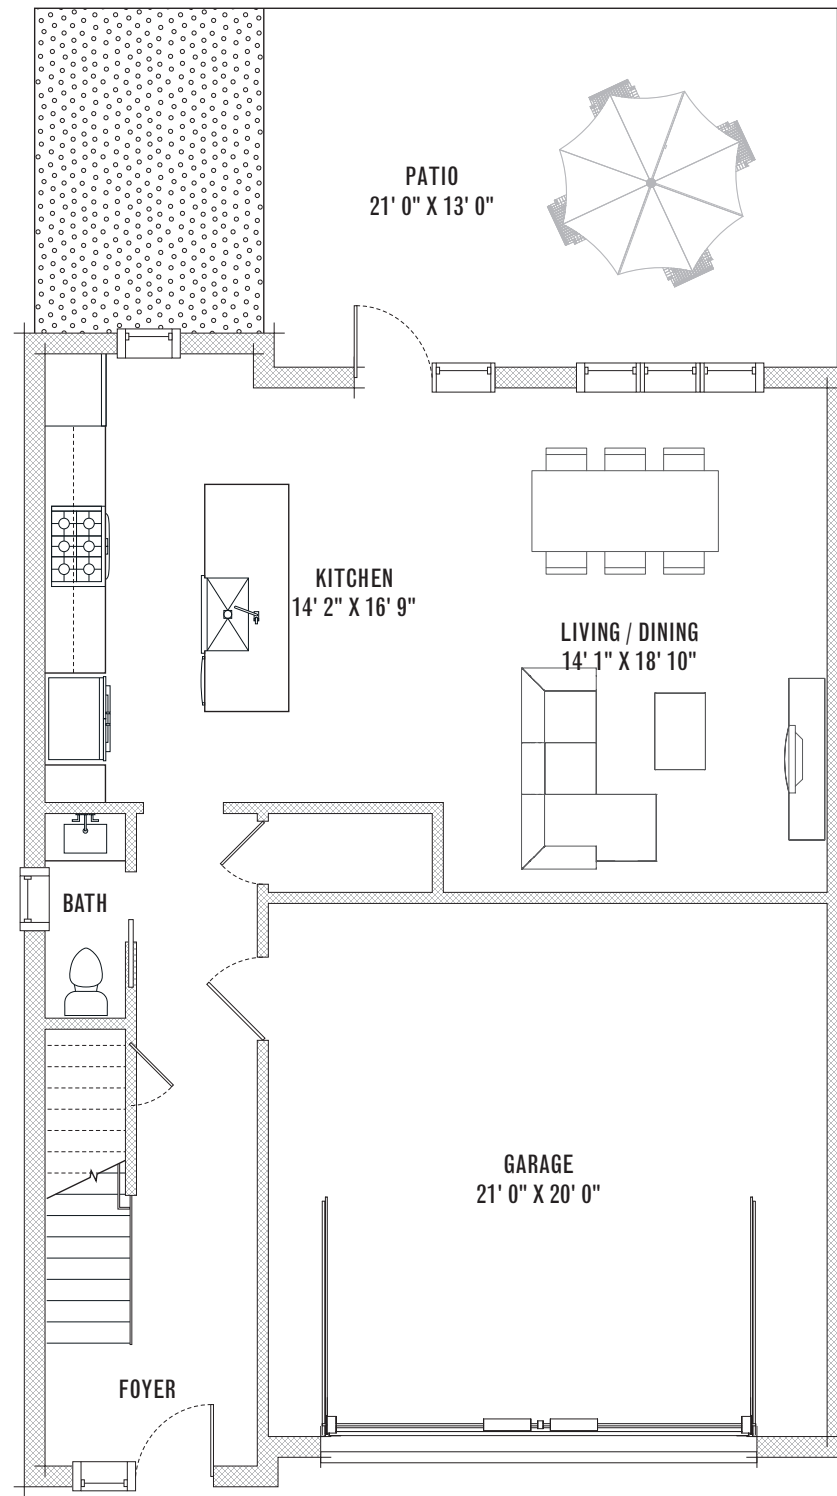 PATIO
21' 0" X 13' 0"
KITCHEN
14' 2" X 16' 9"
LIVING / DINING
14' 1" X 18' 10"
BATH
GARAGE
21' 0" X 20' 0"
FOYER